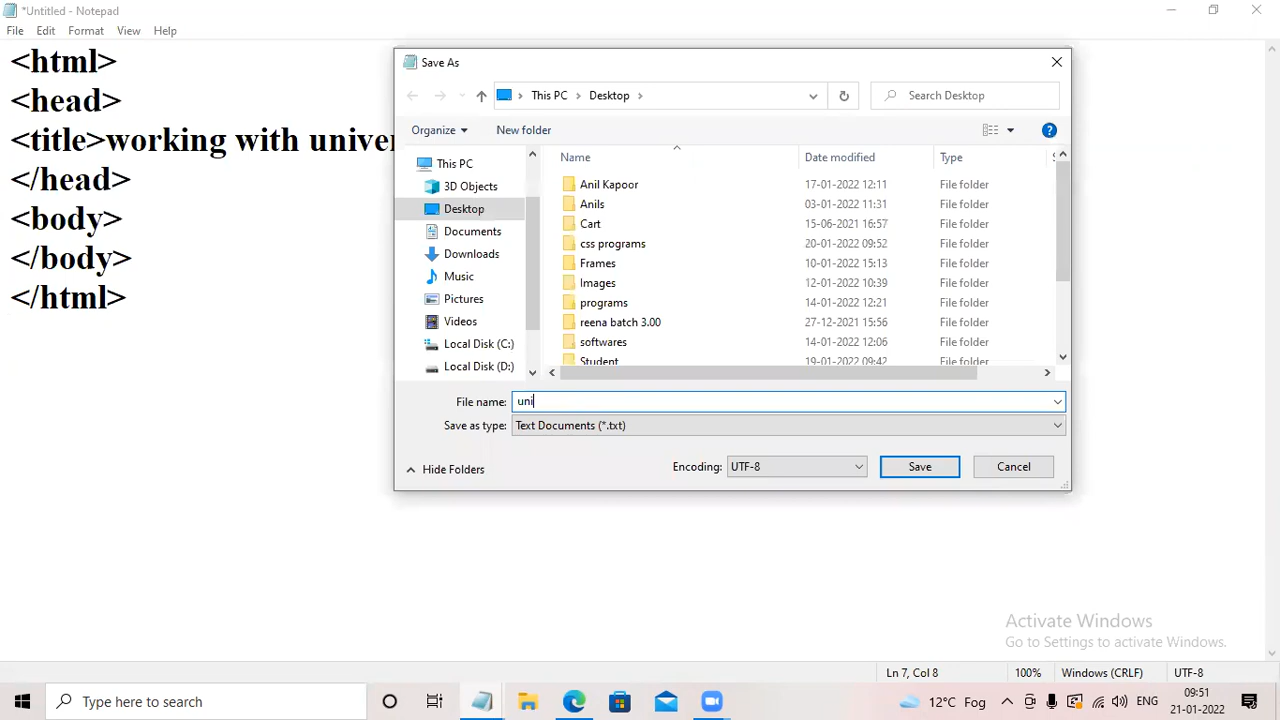 *Untitled - Notepad
File Edit Format View Help
<html>
<head>
<title>working with univer
</head>
<body>
</body>
</html>
Save As
This PC > Desktop >
Search Desktop
Organize
New folder
This PC
3D Objects
Desktop
Documents
Downloads
Music
Pictures
Videos
Local Disk (C:)
Local Disk (D:)
Name Date modified Type
Anil Kapoor 17-01-2022 12:11 File folder
Anils 03-01-2022 11:31 File folder
Cart 15-06-2021 16:57 File folder
css programs 20-01-2022 09:52 File folder
Frames 10-01-2022 15:13 File folder
Images 12-01-2022 10:39 File folder
programs 14-01-2022 12:21 File folder
reena batch 3.00 27-12-2021 15:56 File folder
softwares 14-01-2022 12:06 File folder
Student 19-01-2022 09:42 File folder
File name: uni
Save as type: Text Documents (*.txt)
Hide Folders
Encoding: UTF-8
Save
Cancel
Activate Windows
Go to Settings to activate Windows.
Ln 7, Col 8 100% Windows (CRLF) UTF-8
Type here to search
12°C Fog
ENG
09:51
21-01-2022